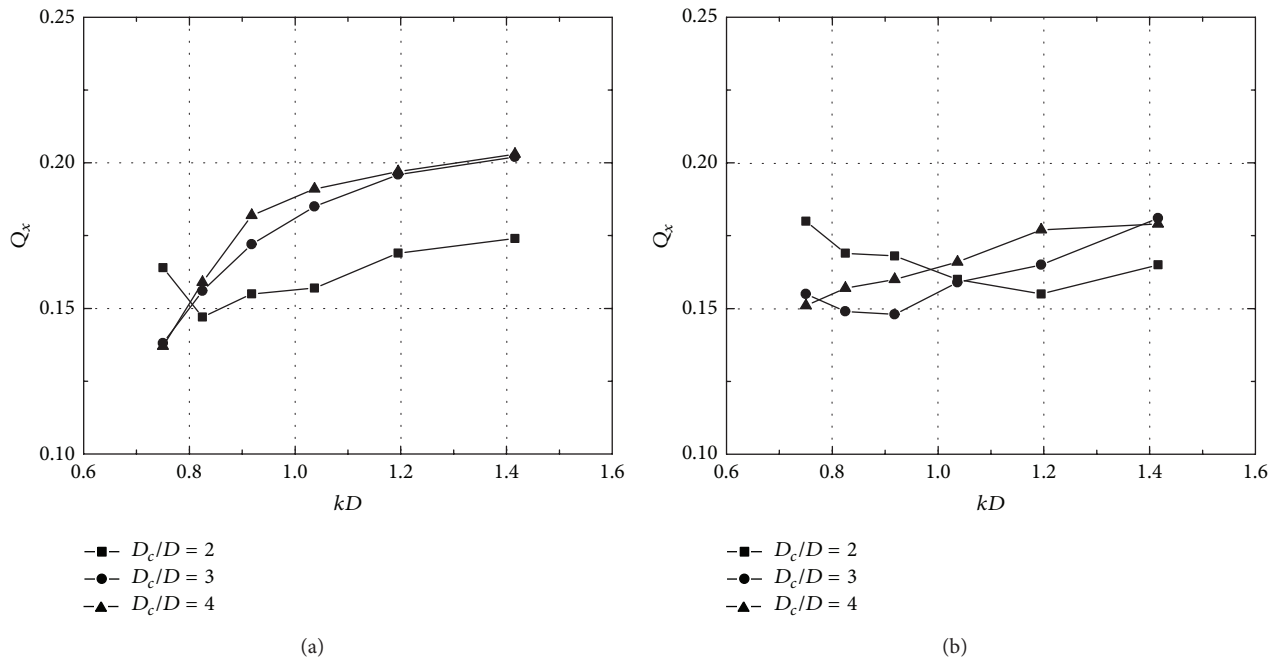 0.25
0.20
0.15
0.10
Q_x
0.6 0.8 1.0 1.2 1.4 1.6
kD
D_c/D = 2
D_c/D = 3
D_c/D = 4
(a)
0.25
0.20
0.15
0.10
Q_x
0.6 0.8 1.0 1.2 1.4 1.6
kD
D_c/D = 2
D_c/D = 3
D_c/D = 4
(b)